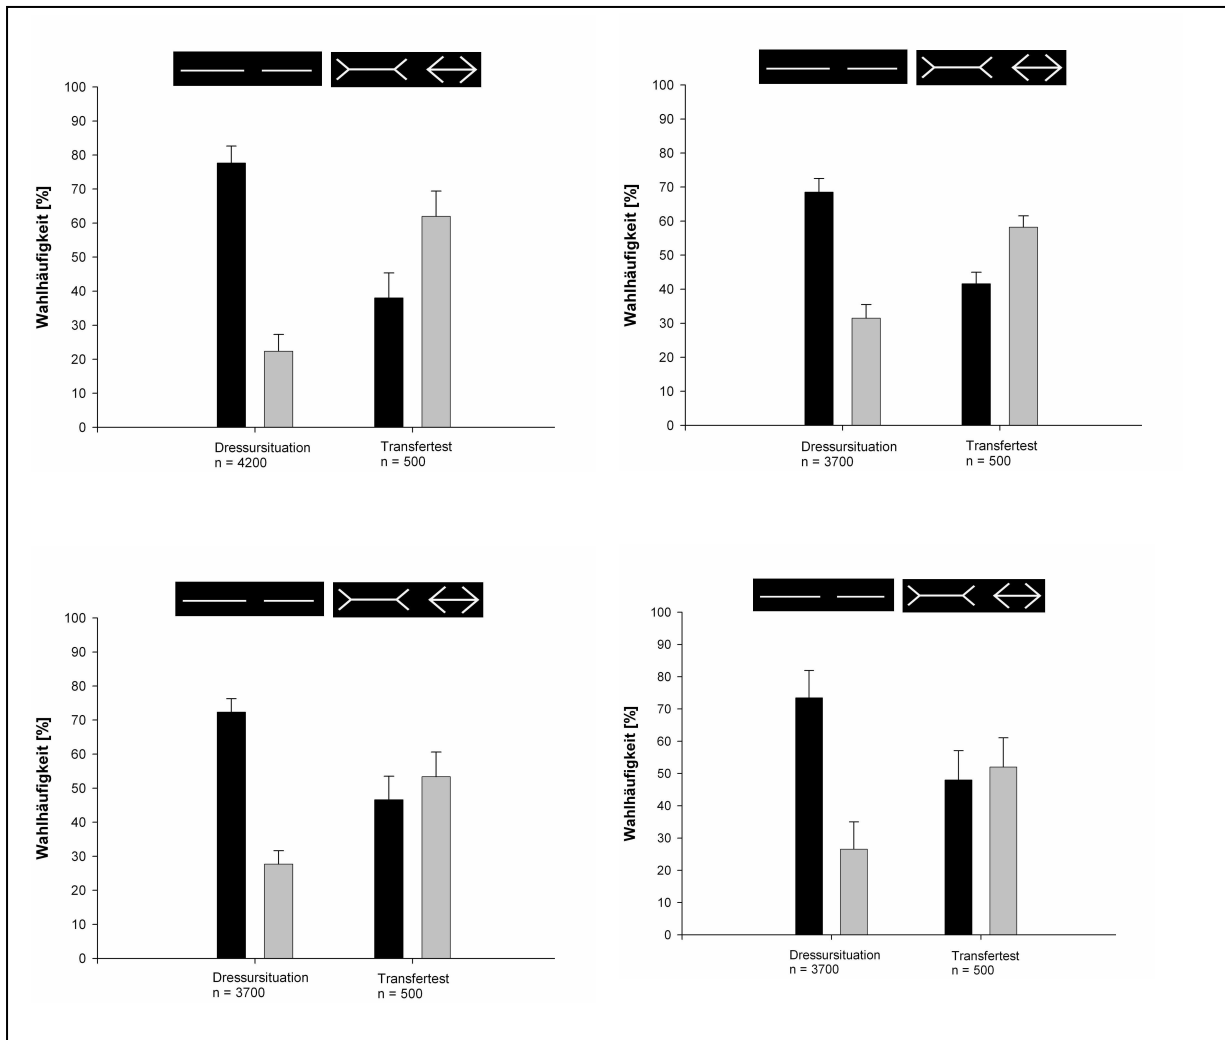 100
90
80
70
60
50
40
30
20
10
0
Wahlhäufigkeit [%]
Dressursituation
n = 4200
Transfertest
n = 500
100
90
80
70
60
50
40
30
20
10
0
Wahlhäufigkeit [%]
Dressursituation
n = 3700
Transfertest
n = 500
100
90
80
70
60
50
40
30
20
10
0
Wahlhäufigkeit [%]
Dressursituation
n = 3700
Transfertest
n = 500
100
90
80
70
60
50
40
30
20
10
0
Wahlhäufigkeit [%]
Dressursituation
n = 3700
Transfertest
n = 500